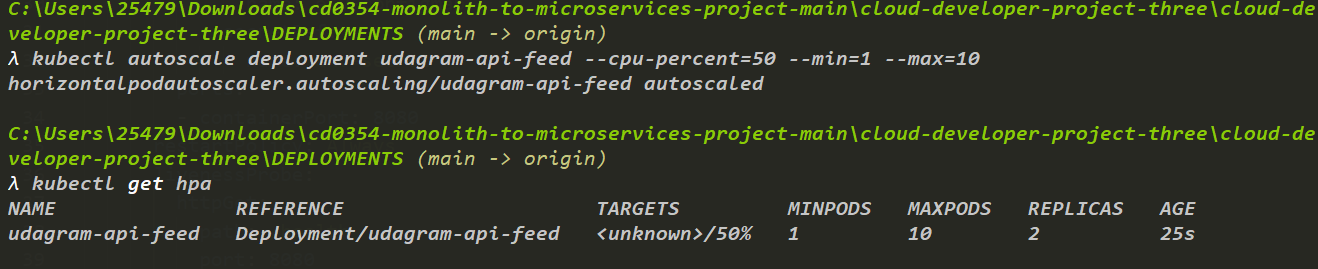 C:\Users\25479\Downloads\cd0354-monolith-to-microservices-project-main\cloud-developer-project-three\cloud-de
veloper-project-three\DEPLOYMENTS (main -> origin)
λ kubectl autoscale deployment udagram-api-feed --cpu-percent=50 --min=1 --max=10
horizontalpodautoscaler.autoscaling/udagram-api-feed autoscaled
C:\Users\25479\Downloads\cd0354-monolith-to-microservices-project-main\cloud-developer-project-three\cloud-de
veloper-project-three\DEPLOYMENTS (main -> origin)
λ kubectl get hpa
NAME REFERENCE TARGETS MINPODS MAXPODS REPLICAS AGE
udagram-api-feed Deployment/udagram-api-feed <unknown>/50% 1 10 2 25s